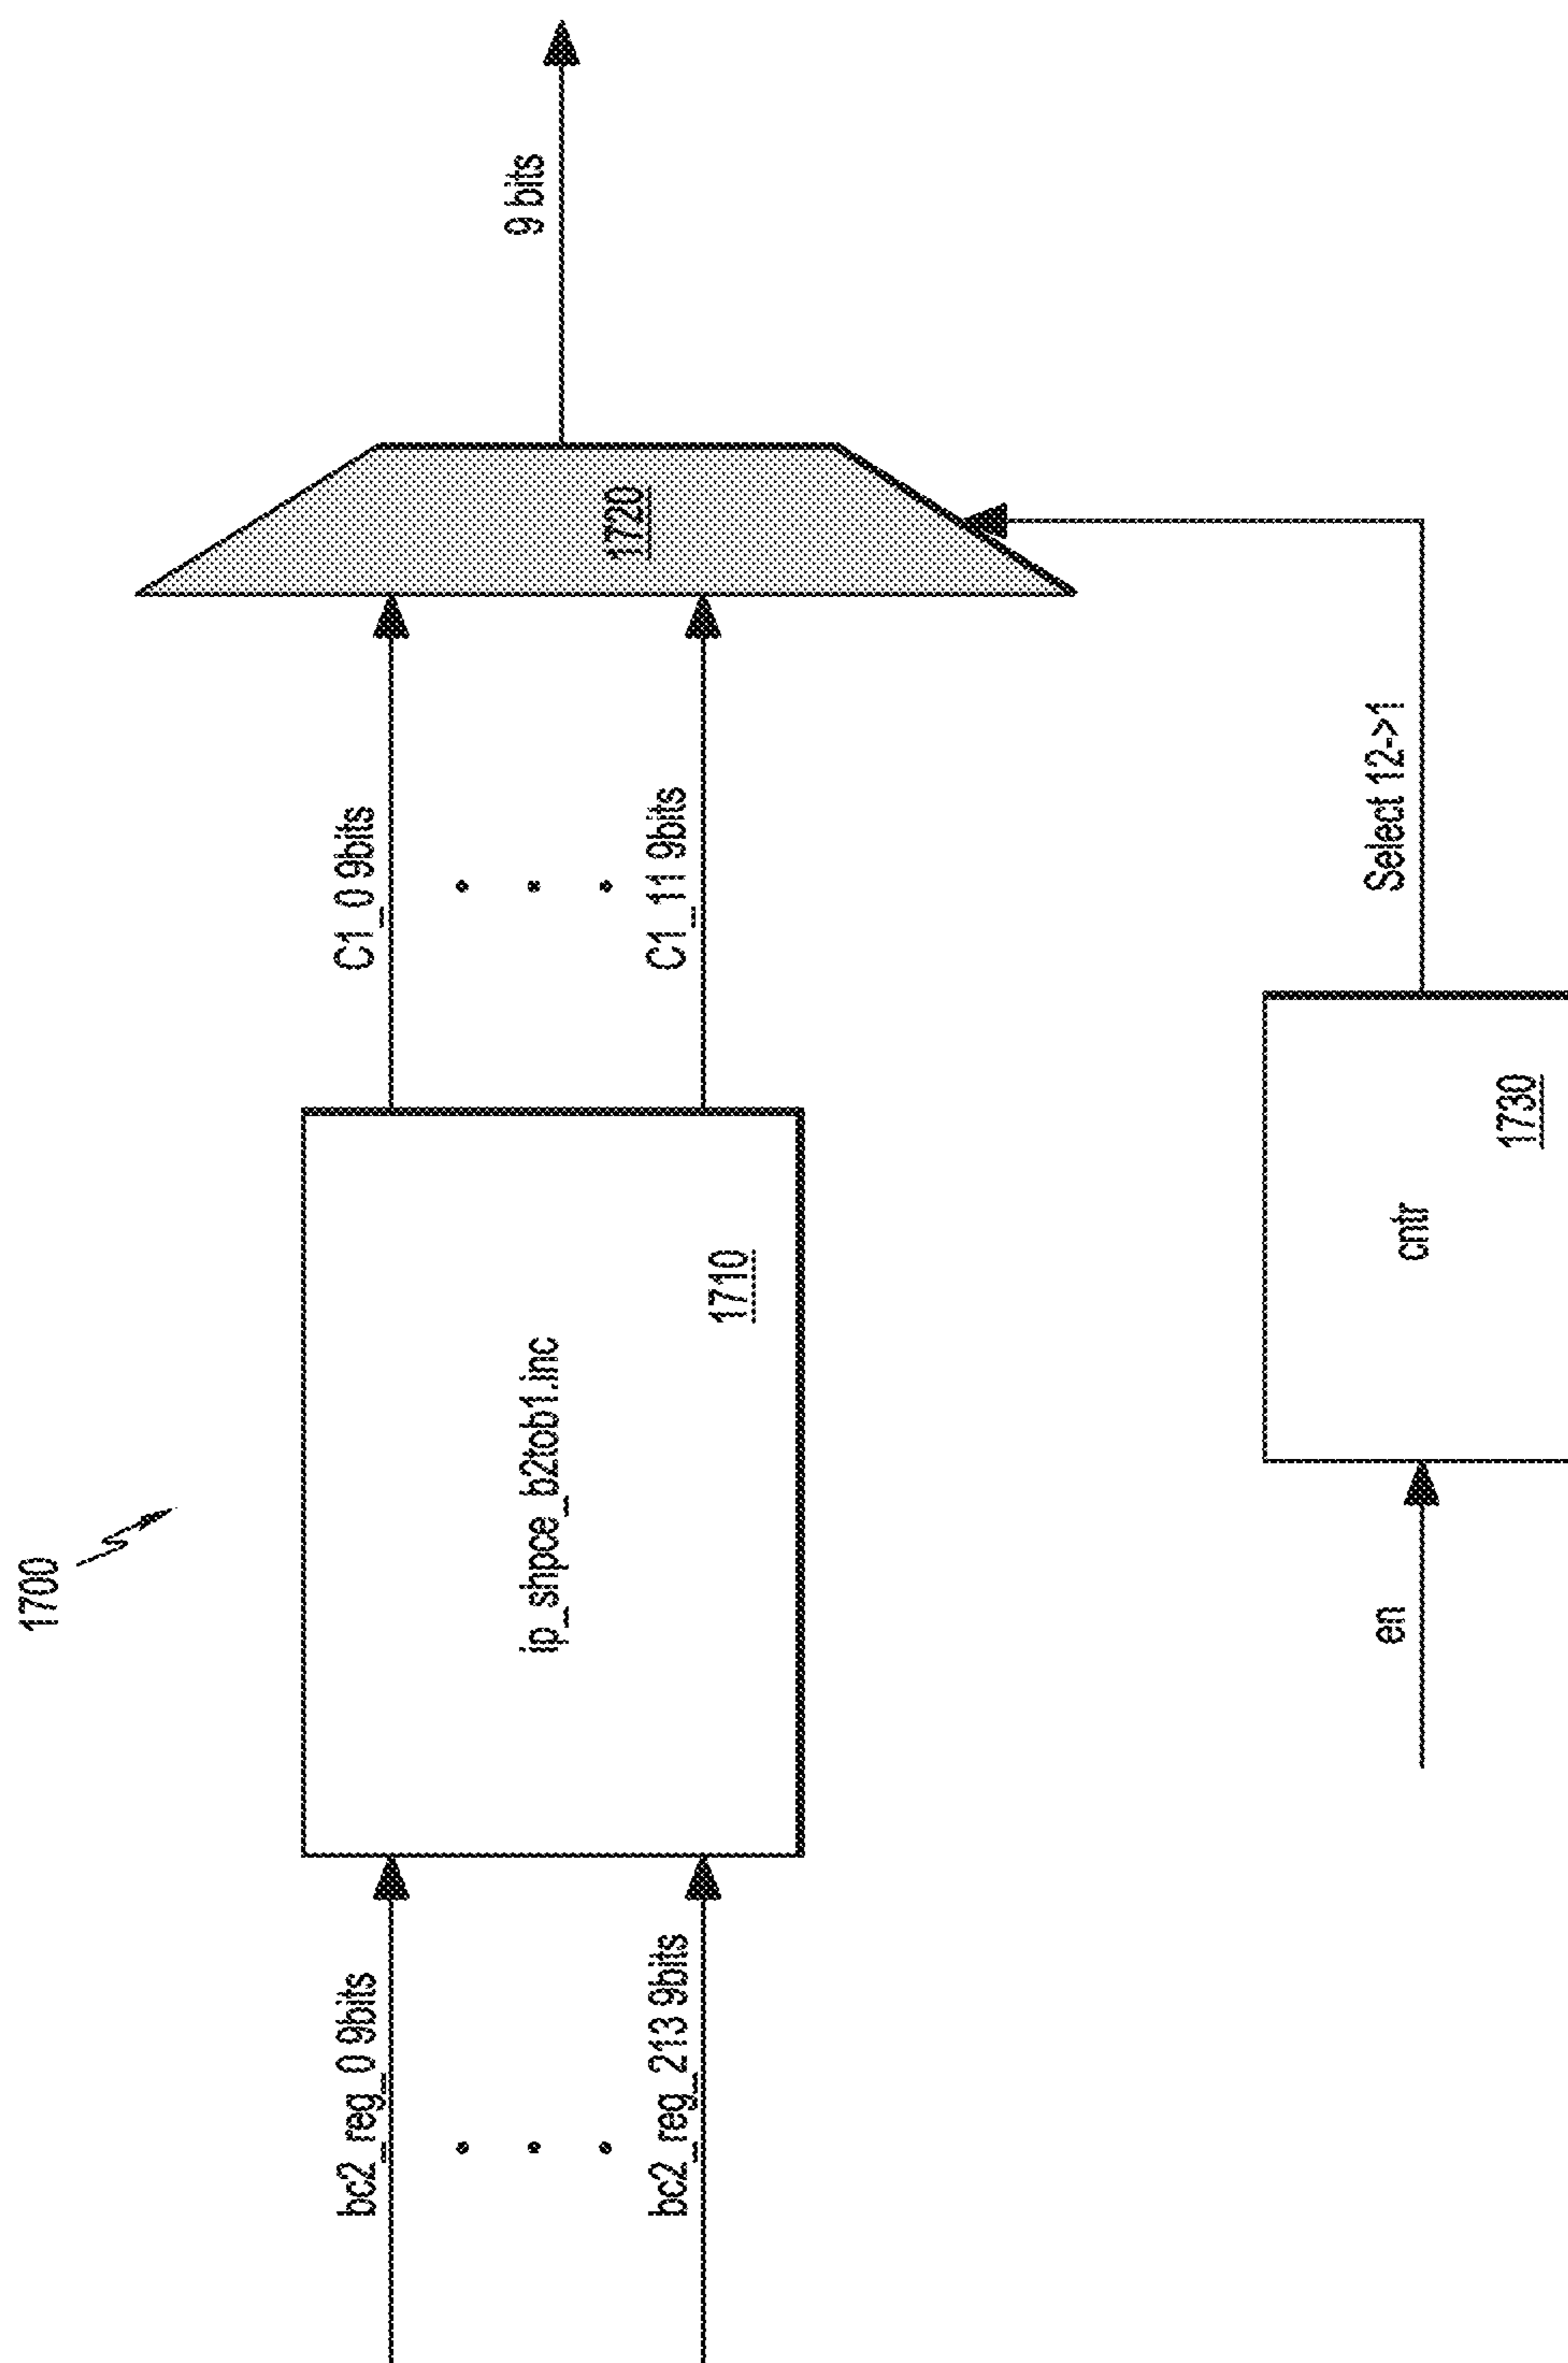 1700
bc2_reg_0 9bits
bc2_reg_213 9bits
ip_shpce_b2tob1.inc
1710
C1_0 9bits
C1_11 9bits
1720
9 bits
en
cntr
1730
Select 12->1